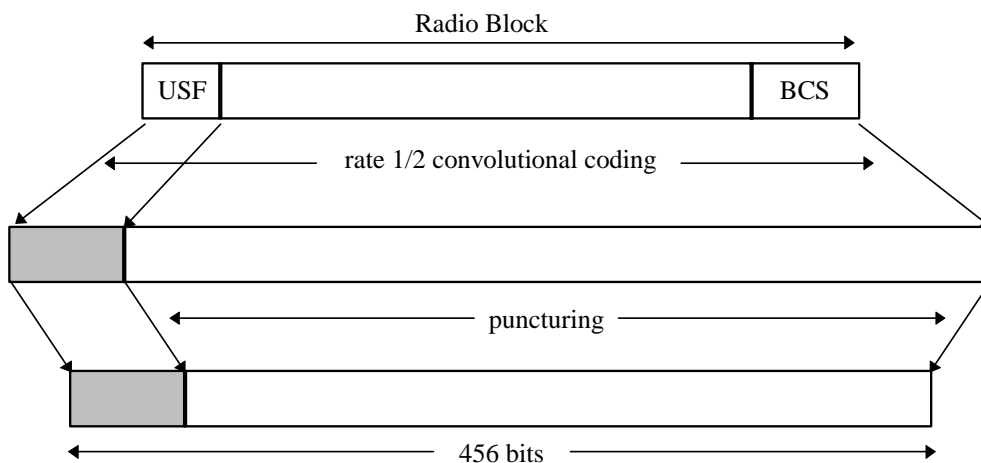 Radio Block
USF
BCS
rate 1/2 convolutional coding
puncturing
456 bits